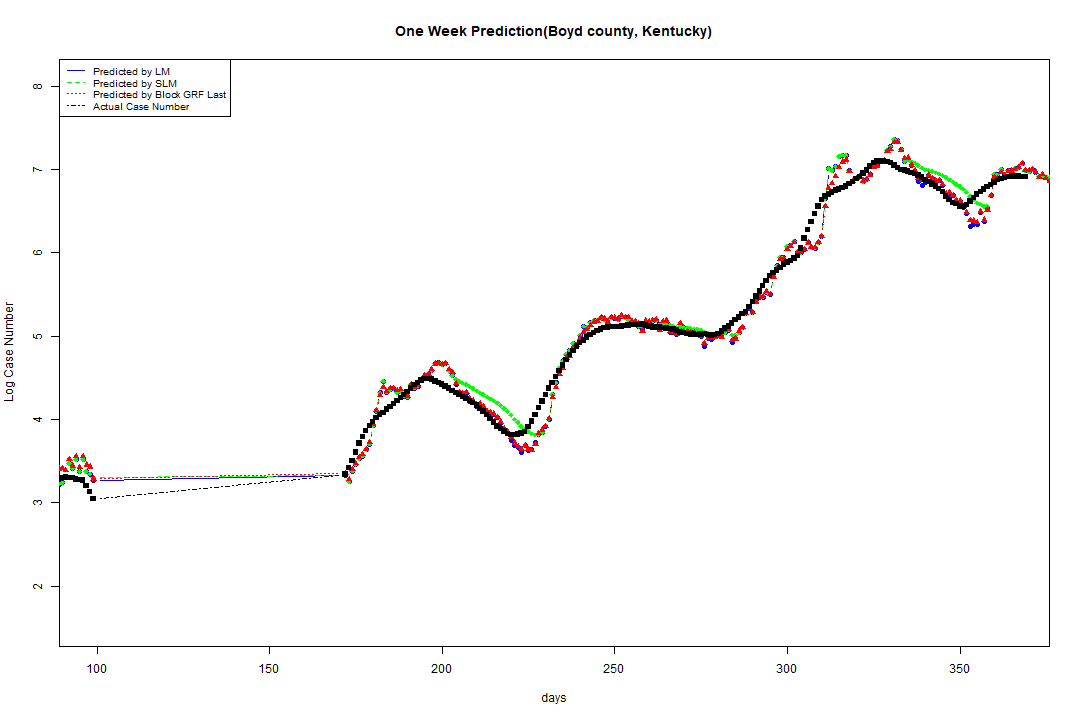 One Week Prediction(Boyd county, Kentucky)
Predicted by LM
Predicted by SLM
Predicted by Block GRF Last
Actual Case Number
Log Case Number
8
7
6
5
4
3
2
100 150 200 250 300 350
days